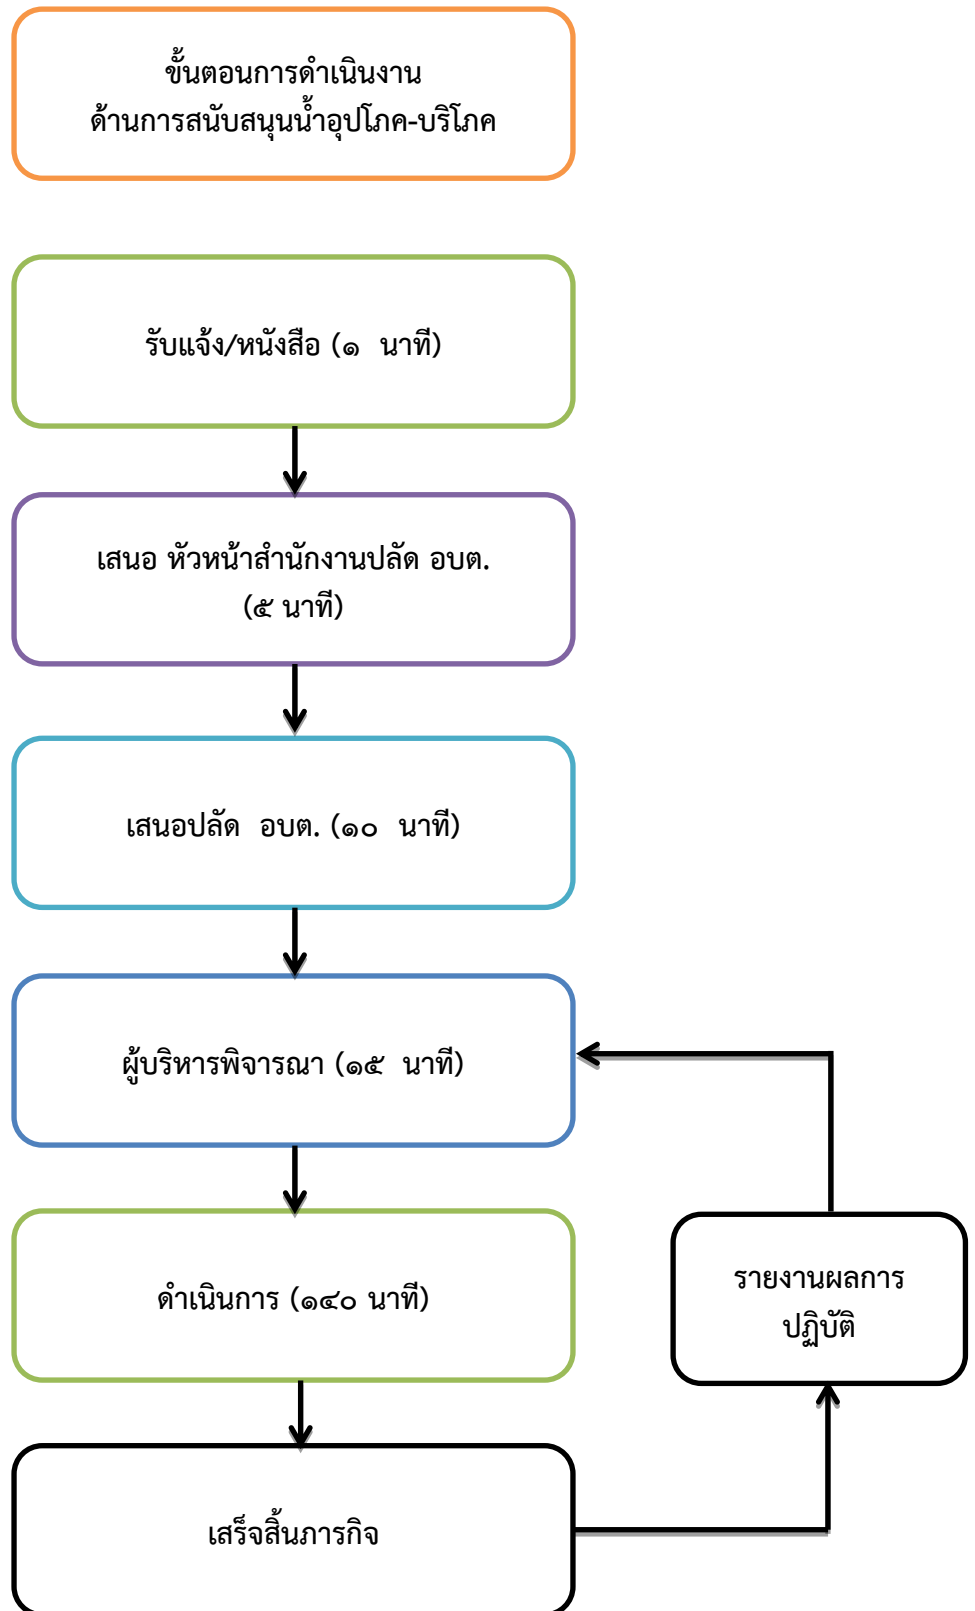 ขั้นตอนการดำเนินงาน
ด้านการสนับสนุนน้ำอุปโภค-บริโภค
รับแจ้ง/หนังสือ (๑ นาที)
เสนอ หัวหน้าสำนักงานปลัด อบต.
(๕ นาที)
เสนอปลัด อบต. (๑๐ นาที)
ผู้บริหารพิจารณา (๑๕ นาที)
ดำเนินการ (๑๔๐ นาที)
รายงานผลการ
ปฏิบัติ
เสร็จสิ้นภารกิจ